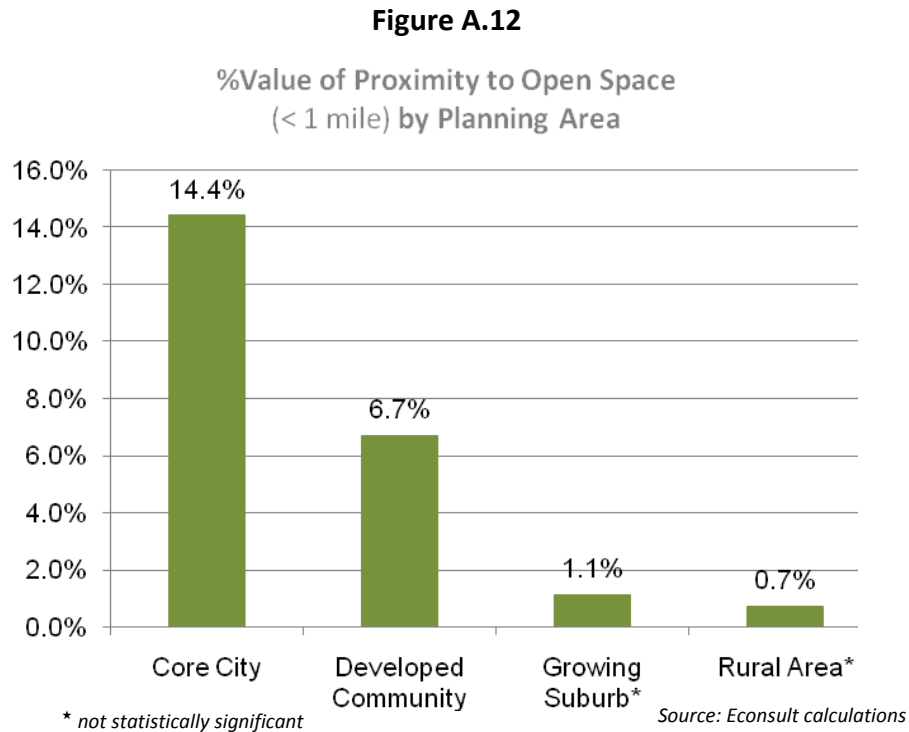 Figure A.12
%Value of Proximity to Open Space
(< 1 mile) by Planning Area
16.0%
14.0%
12.0%
10.0%
8.0%
6.0%
4.0%
2.0%
0.0%
14.4%
6.7%
1.1%
0.7%
Core City
Developed
Community
Growing
Suburb*
Rural Area*
* not statistically significant
Source: Econsult calculations